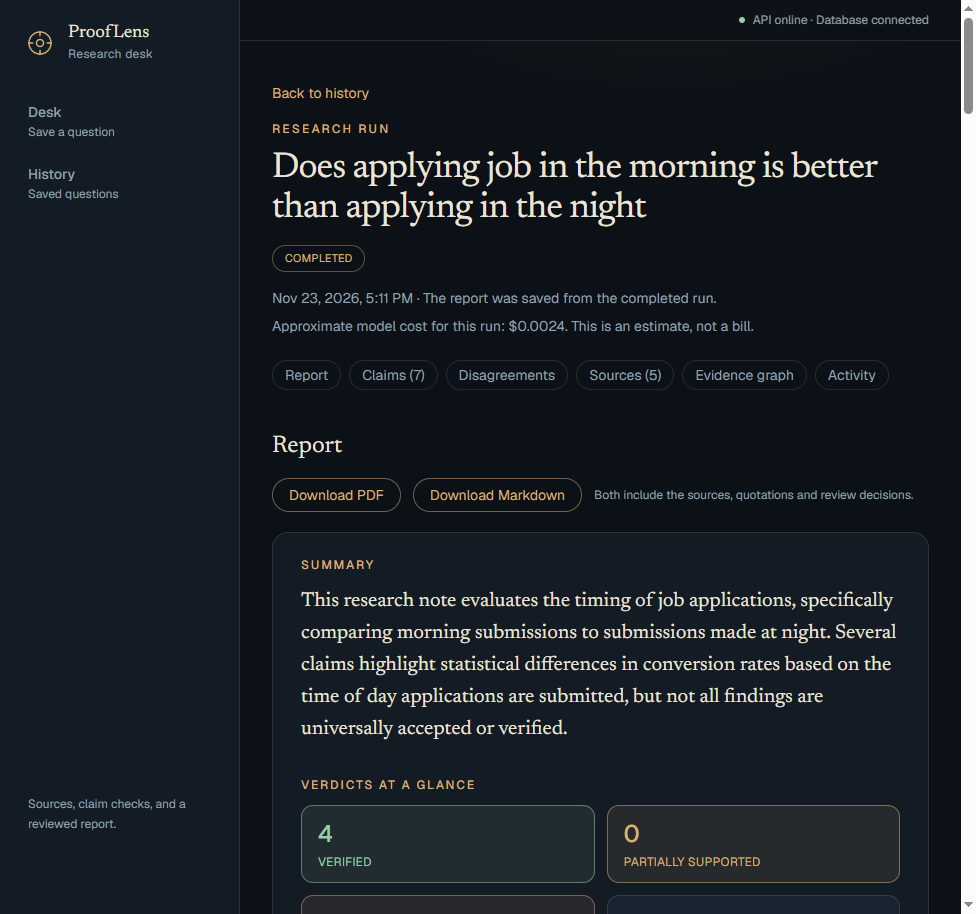 ProofLens
Research desk
Desk
Save a question
History
Saved questions
Sources, claim checks, and a
reviewed report.
API online · Database connected
Back to history
RESEARCH RUN
Does applying job in the morning is better
than applying in the night
COMPLETED
Nov 23, 2026, 5:11 PM · The report was saved from the completed run.
Approximate model cost for this run: $0.0024. This is an estimate, not a bill.
Report
Claims (7)
Disagreements
Sources (5)
Evidence graph
Activity
Report
Download PDF
Download Markdown
Both include the sources, quotations and review decisions.
SUMMARY
This research note evaluates the timing of job applications, specifically
comparing morning submissions to submissions made at night. Several
claims highlight statistical differences in conversion rates based on the
time of day applications are submitted, but not all findings are
universally accepted or verified.
VERDICTS AT A GLANCE
4
VERIFIED
0
PARTIALLY SUPPORTED